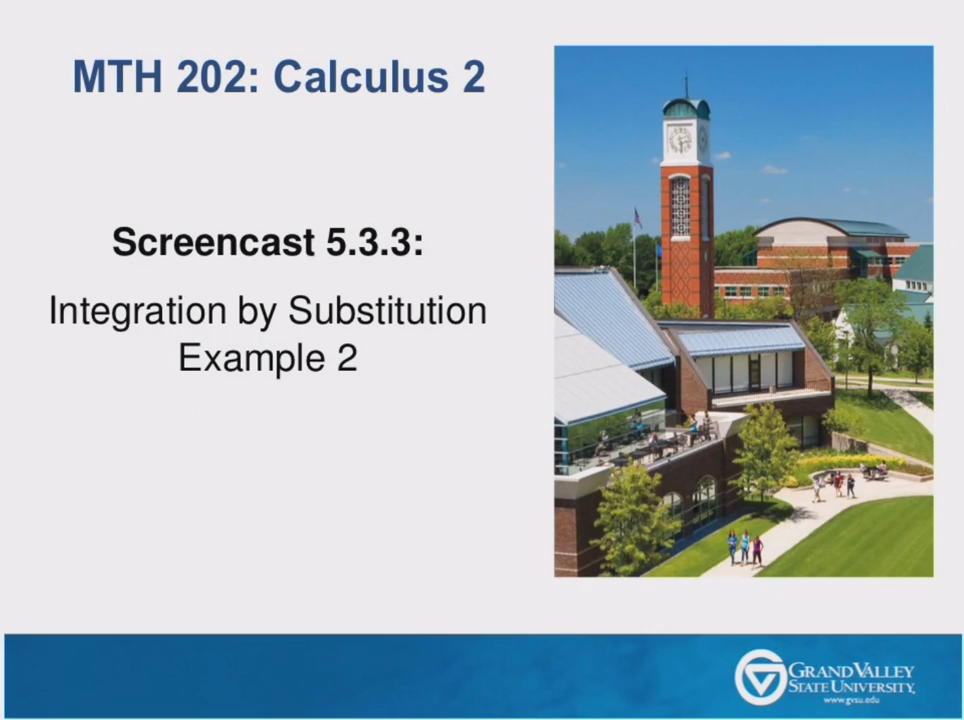 MTH 202: Calculus 2
Screencast 5.3.3:
Integration by Substitution
Example 2
GRAND VALLEY
STATE UNIVERSITY
www.gvsu.edu